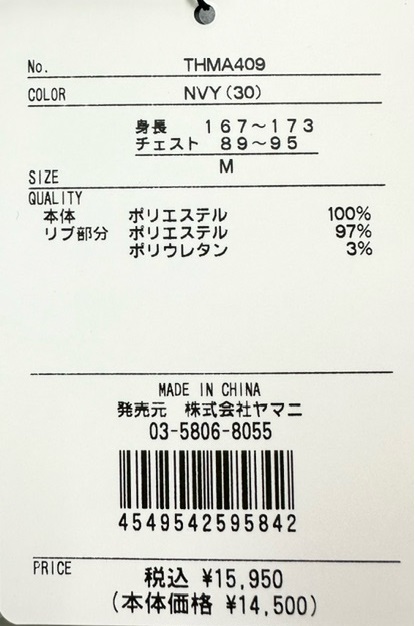 No. THMA409
COLOR NVY(30)
身長 167～173
チェスト 89～95
SIZE M
QUALITY
本体 ポリエステル 100%
リブ部分 ポリエステル 97%
ポリウレタン 3%
MADE IN CHINA
発売元 株式会社ヤマニ
03-5806-8055
4549542595842
PRICE 税込 ¥15,950
(本体価格 ¥14,500)